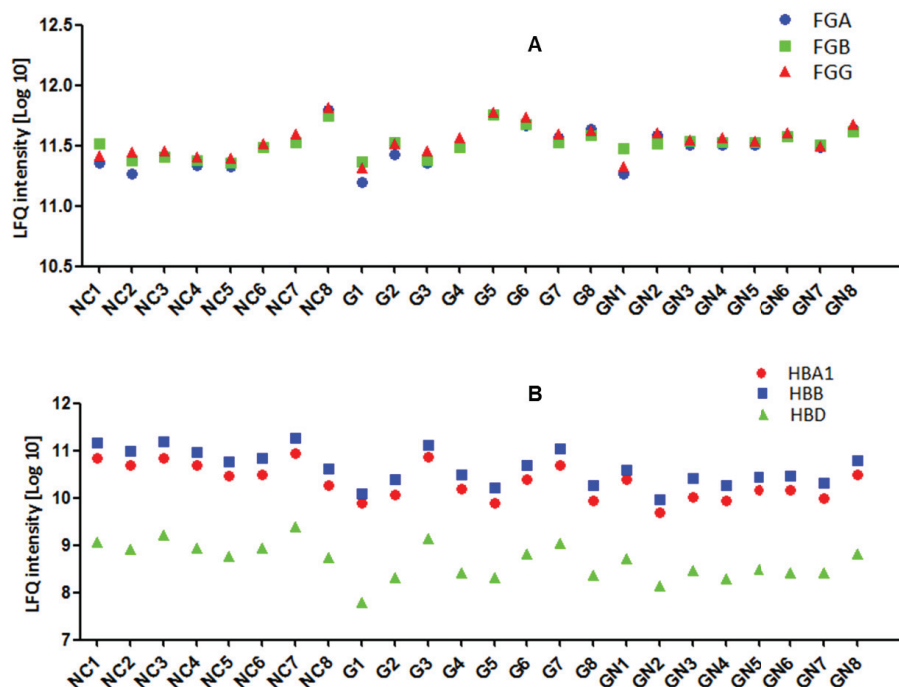 A
FGA
FGB
FGG
LFQ intensity [Log 10]
12.5
12.0
11.5
11.0
10.5
NC1 NC2 NC3 NC4 NC5 NC6 NC7 NC8 G1 G2 G3 G4 G5 G6 G7 G8 GN1 GN2 GN3 GN4 GN5 GN6 GN7 GN8
B
HBA1
HBB
HBD
LFQ intensity [Log 10]
12
11
10
9
8
7
NC1 NC2 NC3 NC4 NC5 NC6 NC7 NC8 G1 G2 G3 G4 G5 G6 G7 G8 GN1 GN2 GN3 GN4 GN5 GN6 GN7 GN8